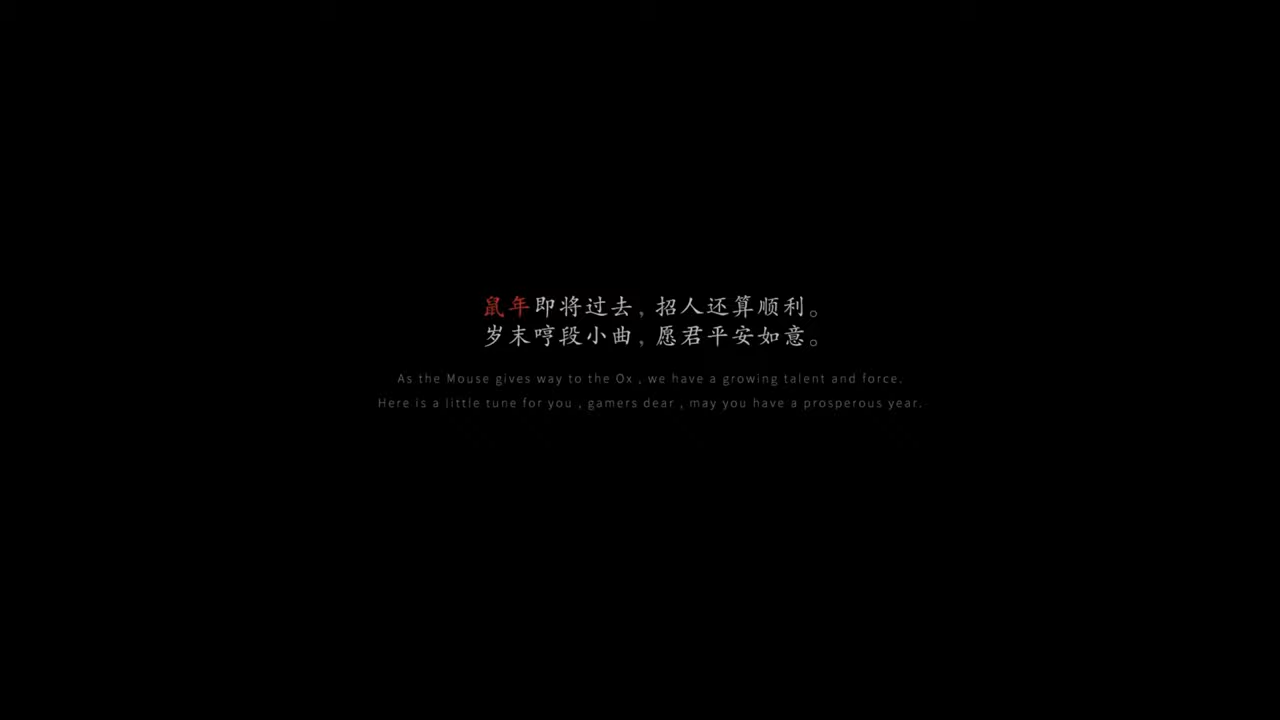 鼠年即将过去，招人还算顺利。
岁末哼段小曲，愿君平安如意。
As the Mouse gives way to the Ox , we have a growing talent and force.
Here is a little tune for you , gamers dear , may you have a prosperous year.